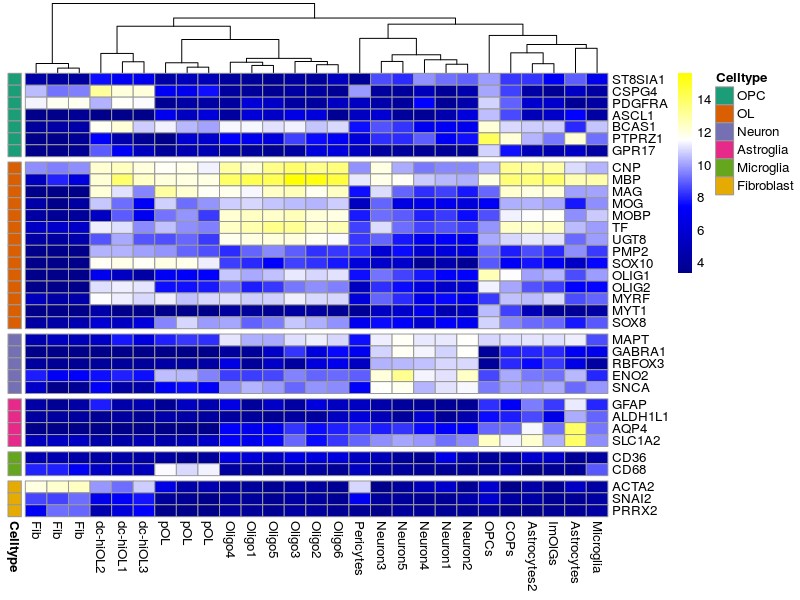 ST8SIA1
CSPG4
PDGFRA
ASCL1
BCAS1
PTPRZ1
GPR17
CNP
MBP
MAG
MOG
MOBP
TF
UGT8
PMP2
SOX10
OLIG1
OLIG2
MYRF
MYT1
SOX8
MAPT
GABRA1
RBFOX3
ENO2
SNCA
GFAP
ALDH1L1
AQP4
SLC1A2
CD36
CD68
ACTA2
SNAI2
PRRX2
Celltype
Fib
Fib
Fib
dc-hiOL2
dc-hiOL1
dc-hiOL3
pOL
pOL
pOL
Oligo4
Oligo1
Oligo5
Oligo3
Oligo2
Oligo6
Pericytes
Neuron3
Neuron5
Neuron4
Neuron1
Neuron2
OPCs
COPs
Astrocytes2
ImOlGs
Astrocytes
Microglia
14
12
10
8
6
4
Celltype
OPC
OL
Neuron
Astroglia
Microglia
Fibroblast